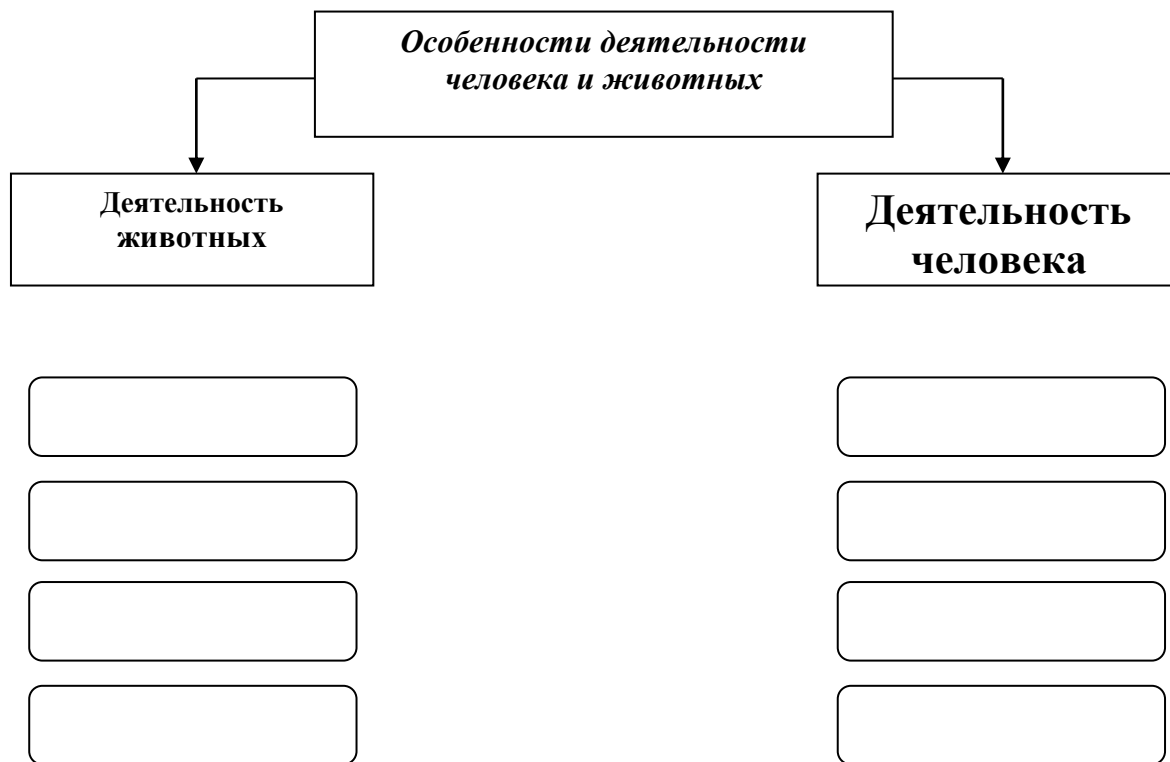 Особенности деятельности
человека и животных
Деятельность
животных
Деятельность
человека